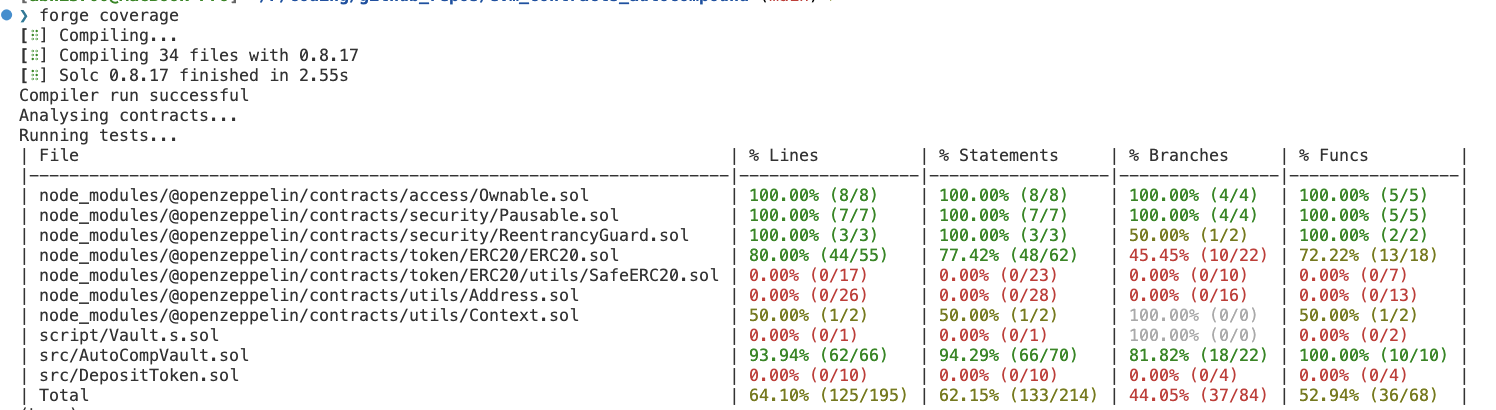 ❯ forge coverage
[⠿] Compiling...
[⠿] Compiling 34 files with 0.8.17
[⠿] Solc 0.8.17 finished in 2.55s
Compiler run successful
Analysing contracts...
Running tests...
| File | % Lines | % Statements | % Branches | % Funcs |
| node_modules/@openzeppelin/contracts/access/Ownable.sol | 100.00% (8/8) | 100.00% (8/8) | 100.00% (4/4) | 100.00% (5/5) |
| node_modules/@openzeppelin/contracts/security/Pausable.sol | 100.00% (7/7) | 100.00% (7/7) | 100.00% (4/4) | 100.00% (5/5) |
| node_modules/@openzeppelin/contracts/security/ReentrancyGuard.sol | 100.00% (3/3) | 100.00% (3/3) | 50.00% (1/2) | 100.00% (2/2) |
| node_modules/@openzeppelin/contracts/token/ERC20/ERC20.sol | 80.00% (44/55) | 77.42% (48/62) | 45.45% (10/22) | 72.22% (13/18) |
| node_modules/@openzeppelin/contracts/token/ERC20/utils/SafeERC20.sol | 0.00% (0/17) | 0.00% (0/23) | 0.00% (0/10) | 0.00% (0/7) |
| node_modules/@openzeppelin/contracts/utils/Address.sol | 0.00% (0/26) | 0.00% (0/28) | 0.00% (0/16) | 0.00% (0/13) |
| node_modules/@openzeppelin/contracts/utils/Context.sol | 50.00% (1/2) | 50.00% (1/2) | 100.00% (0/0) | 50.00% (1/2) |
| script/Vault.s.sol | 0.00% (0/1) | 0.00% (0/1) | 100.00% (0/0) | 0.00% (0/2) |
| src/AutoCompVault.sol | 93.94% (62/66) | 94.29% (66/70) | 81.82% (18/22) | 100.00% (10/10) |
| src/DepositToken.sol | 0.00% (0/10) | 0.00% (0/10) | 0.00% (0/4) | 0.00% (0/4) |
| Total | 64.10% (125/195) | 62.15% (133/214) | 44.05% (37/84) | 52.94% (36/68) |